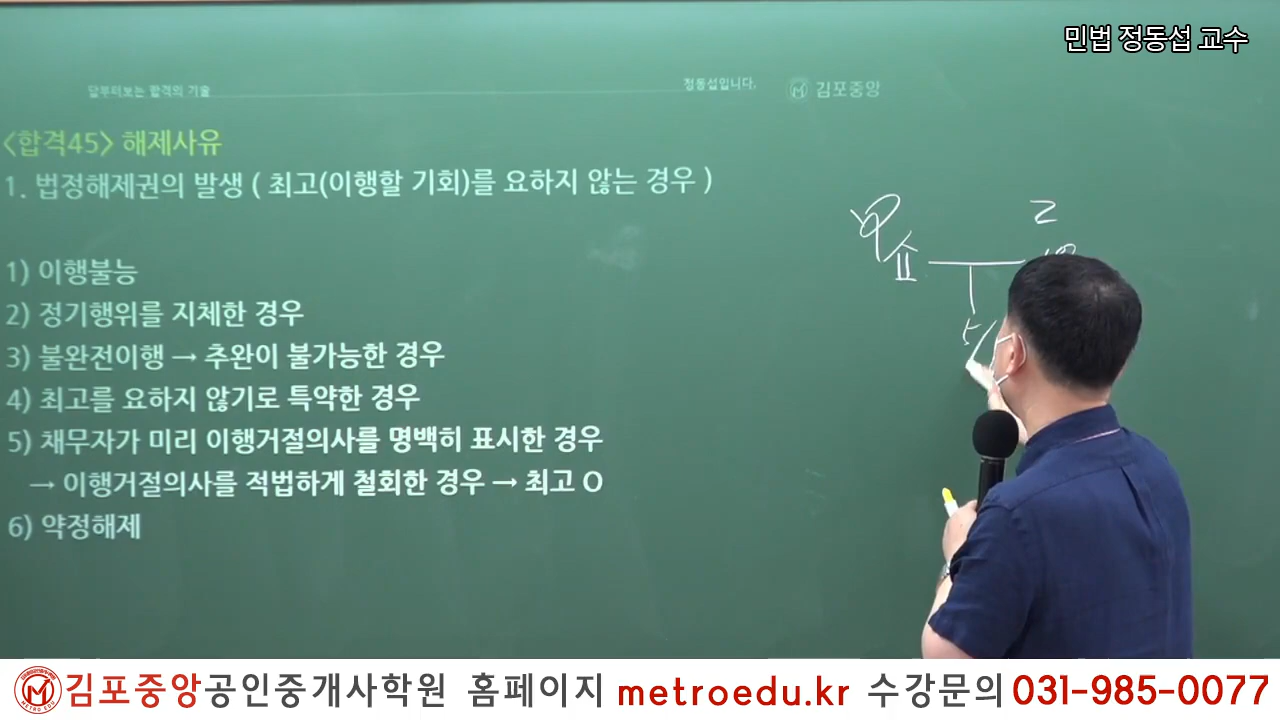 민법 정동섭 교수
달부터보는 합격의 기술
정동섭입니다.
김포중앙
<합격45> 해제사유
1. 법정해제권의 발생 ( 최고(이행할 기회)를 요하지 않는 경우 )
1) 이행불능
2) 정기행위를 지체한 경우
3) 불완전이행 → 추완이 불가능한 경우
4) 최고를 요하지 않기로 특약한 경우
5) 채무자가 미리 이행거절의사를 명백히 표시한 경우
→ 이행거절의사를 적법하게 철회한 경우 → 최고 O
6) 약정해제
김포중앙공인중개사학원 홈페이지 metroedu.kr 수강문의 031-985-0077